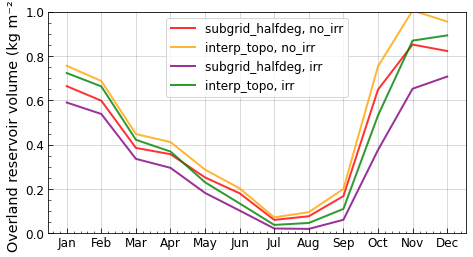 Overland reservoir volume (kg m⁻²
1.0
0.8
0.6
0.4
0.2
0.0
subgrid_halfdeg, no_irr
interp_topo, no_irr
subgrid_halfdeg, irr
interp_topo, irr
Jan Feb Mar Apr May Jun Jul Aug Sep Oct Nov Dec